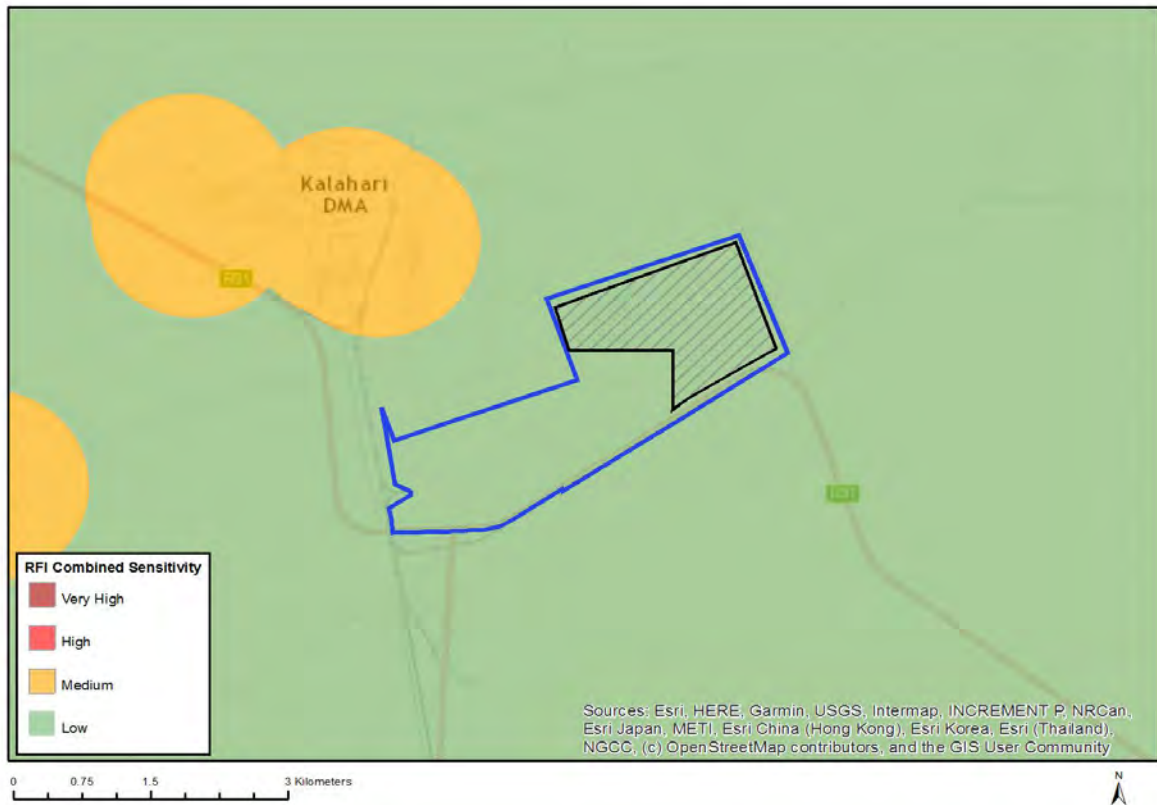 Kalahari
DMA
R31
RFI Combined Sensitivity
Very High
High
Medium
Low
Sources: Esri, HERE, Garmin, USGS, Intermap, INCREMENT P, NRCan,
Esri Japan, METI, Esri China (Hong Kong), Esri Korea, Esri (Thailand),
NGCC, (c) OpenStreetMap contributors, and the GIS User Community
0 0.75 1.5 3 Kilometers
N